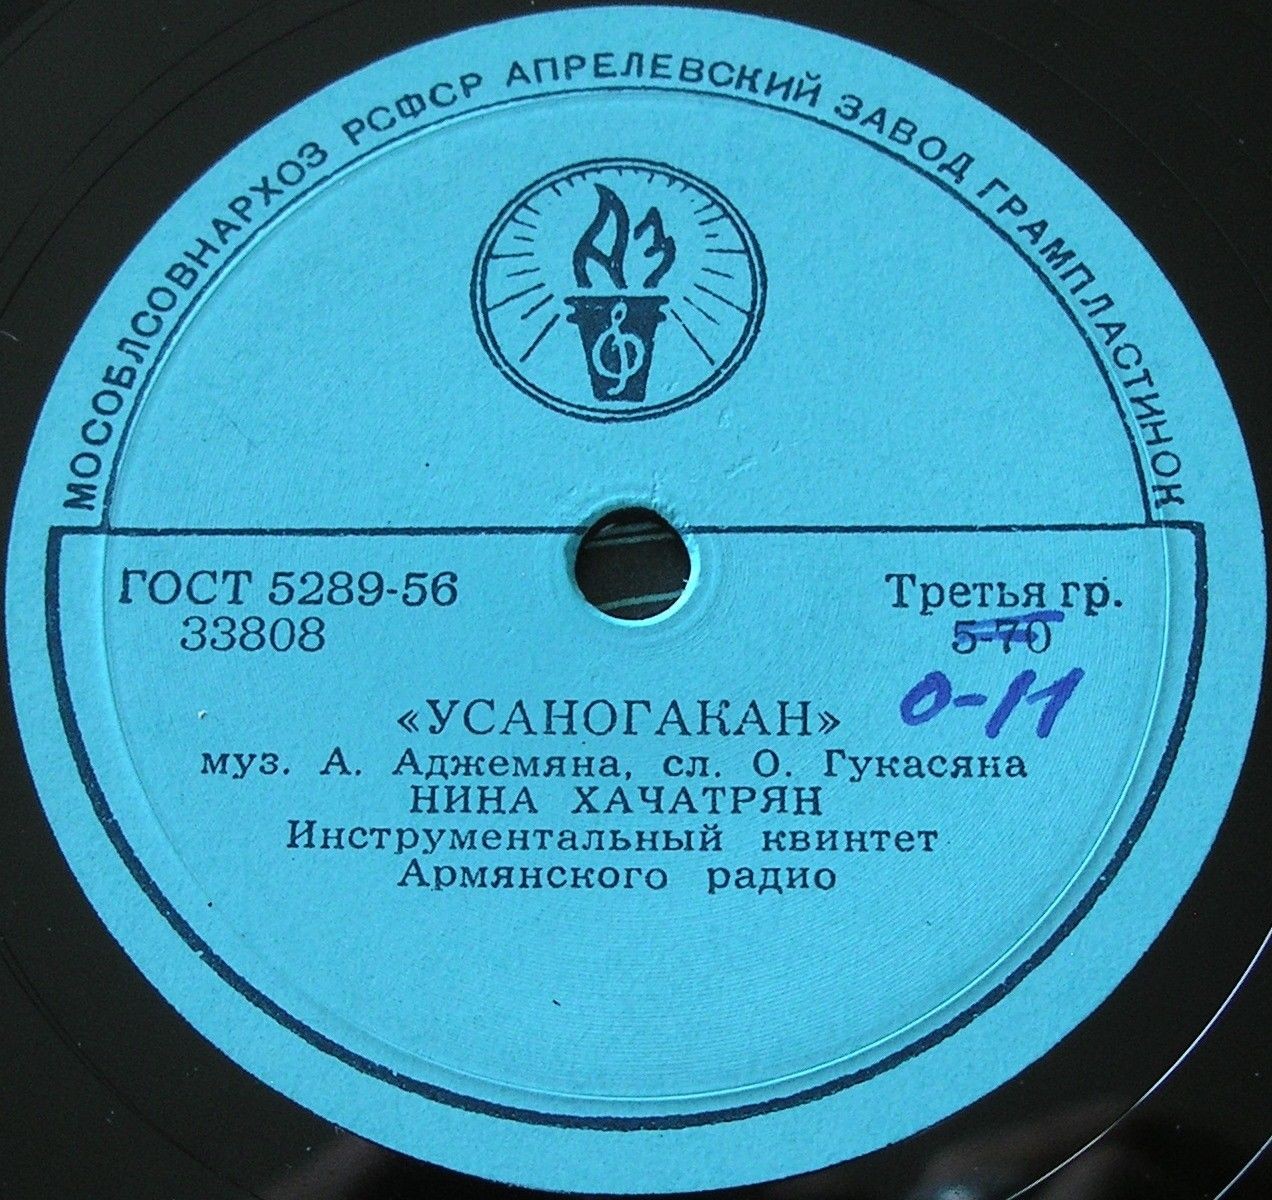 МОСОБЛСОВНАРХОЗ РСФСР АПРЕЛЕВСКИЙ ЗАВОД ГРАМПЛАСТИНОК
АЗ
ГОСТ 5289-56
33808
Третья гр.
5-70
0-11
«УСАНОГАКАН»
муз. А. Аджемяна, сл. О. Гукасяна
НИНА ХАЧАТРЯН
Инструментальный квинтет
Армянского радио